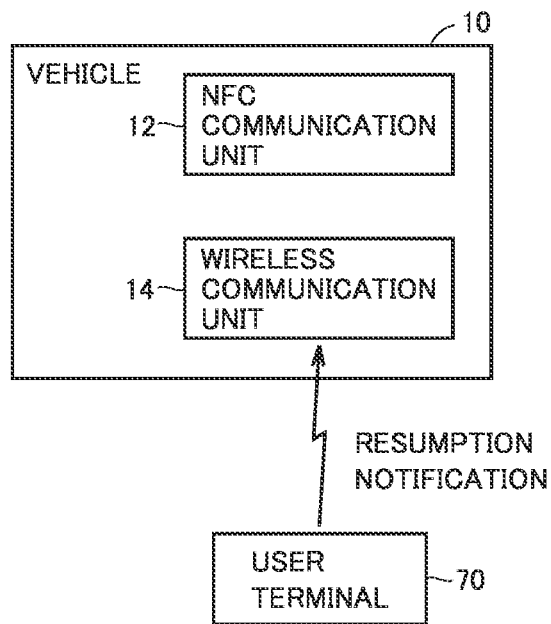 10
VEHICLE
NFC
COMMUNICATION
UNIT
12
WIRELESS
COMMUNICATION
UNIT
14
RESUMPTION
NOTIFICATION
USER
TERMINAL
70